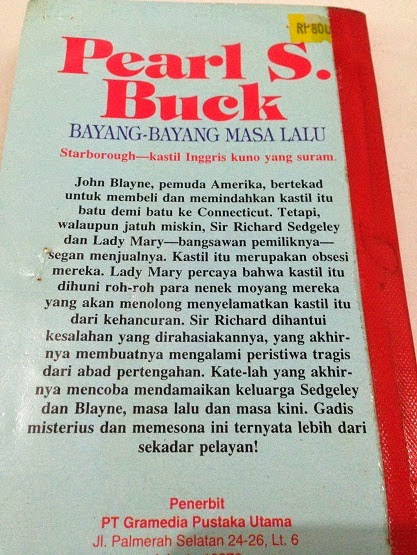 RM80
Pearl S.
Buck
BAYANG-BAYANG MASA LALU
Starborough—kastil Inggris kuno yang suram.
John Blayne, pemuda Amerika, bertekad
untuk membeli dan memindahkan kastil itu
batu demi batu ke Connecticut. Tetapi,
walaupun jatuh miskin, Sir Richard Sedgeley
dan Lady Mary—bangsawan pemiliknya—
segan menjualnya. Kastil itu merupakan obsesi
mereka. Lady Mary percaya bahwa kastil itu
dihuni roh-roh para nenek moyang mereka
yang akan menolong menyelamatkan kastil itu
dari kehancuran. Sir Richard dihantui
kesalahan yang dirahasiakannya, yang akhir-
nya membuatnya mengalami peristiwa tragis
dari abad pertengahan. Kate-lah yang akhir-
nya mencoba mendamaikan keluarga Sedgeley
dan Blayne, masa lalu dan masa kini. Gadis
misterius dan memesona ini ternyata lebih dari
sekadar pelayan!
Penerbit
PT Gramedia Pustaka Utama
Jl. Palmerah Selatan 24-26, Lt. 6